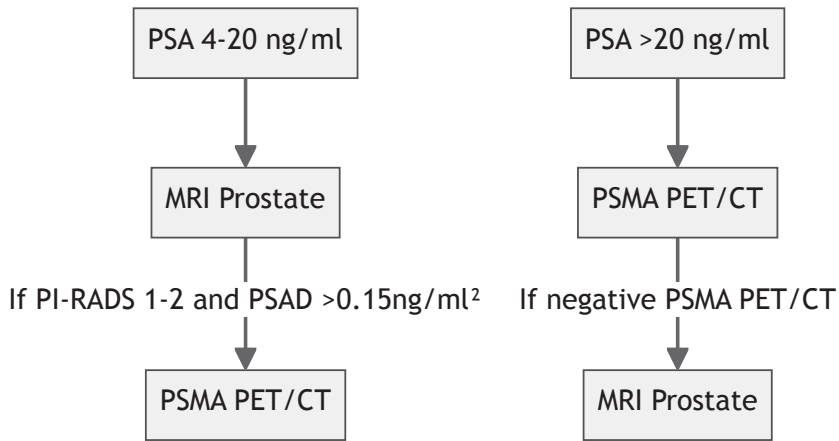 PSA 4-20 ng/ml
PSA >20 ng/ml
MRI Prostate
PSMA PET/CT
If PI-RADS 1-2 and PSAD >0.15ng/ml²
If negative PSMA PET/CT
PSMA PET/CT
MRI Prostate